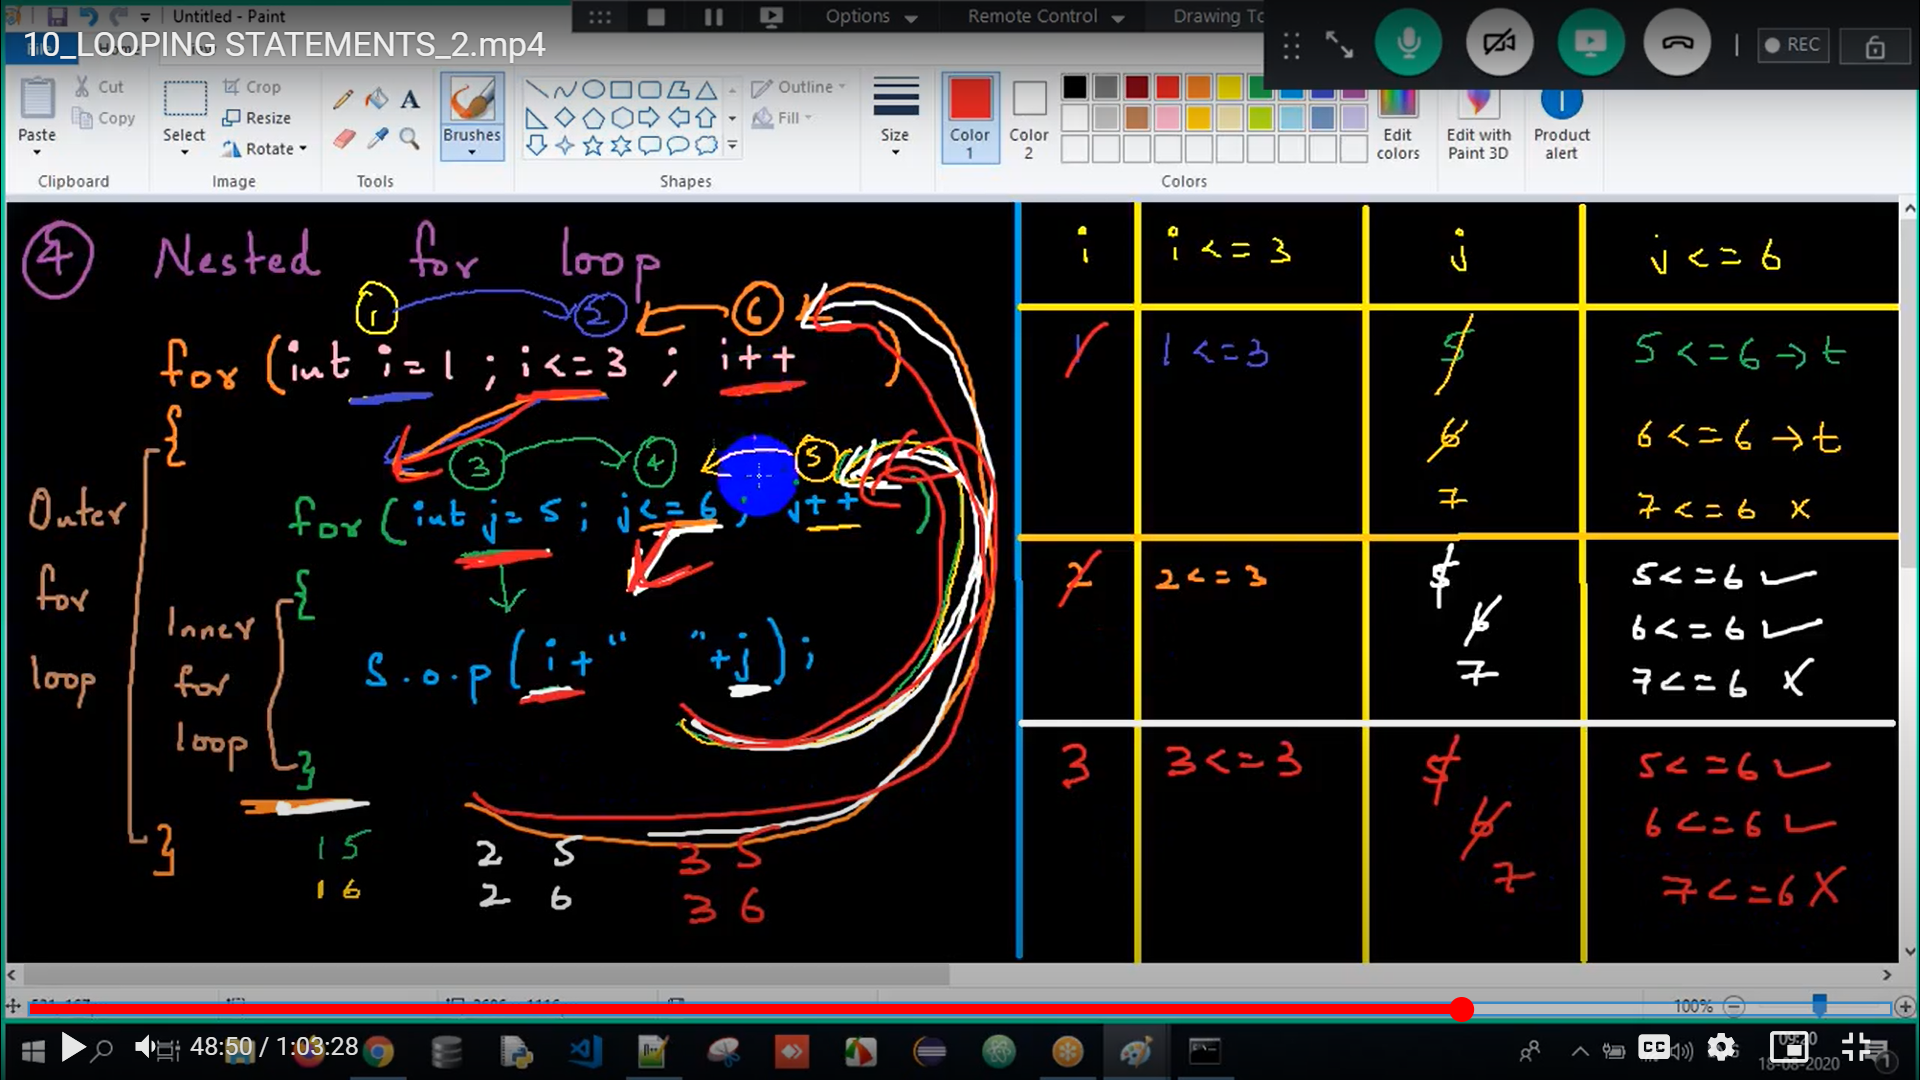 Untitled - Paint
Options
Remote Control
Drawing To
10_LOOPING STATEMENTS_2.mp4
REC
Paste
Cut
Copy
Clipboard
Select
Crop
Resize
Rotate
Image
Tools
Brushes
Shapes
Outline
Fill
Size
Color 1
Color 2
Colors
Edit colors
Edit with Paint 3D
Product alert
4 Nested for loop
1 2 6
for (int i=1 ; i<=3 ; i++ )
{
3 4 5
for ( int j= 5 ; j<= 6 ; j++ )
{
S.o.p ( i+ " " +j ) ;
}
}
Outer for loop
Inner for loop
1 5 2 5 3 5
1 6 2 6 3 6
i i<=3 j j<=6
1 1<=3 5 5<=6→t
6 6<=6→t
7 7<=6 x
2 2<=3 5 5<=6 ✓
6 6<=6 ✓
7 7<=6 X
3 3<=3 5 5<=6 ✓
6 6<=6 ✓
7 7<=6 X
100%
48:50 / 1:03:28
CC
09:20
18-08-2020
1